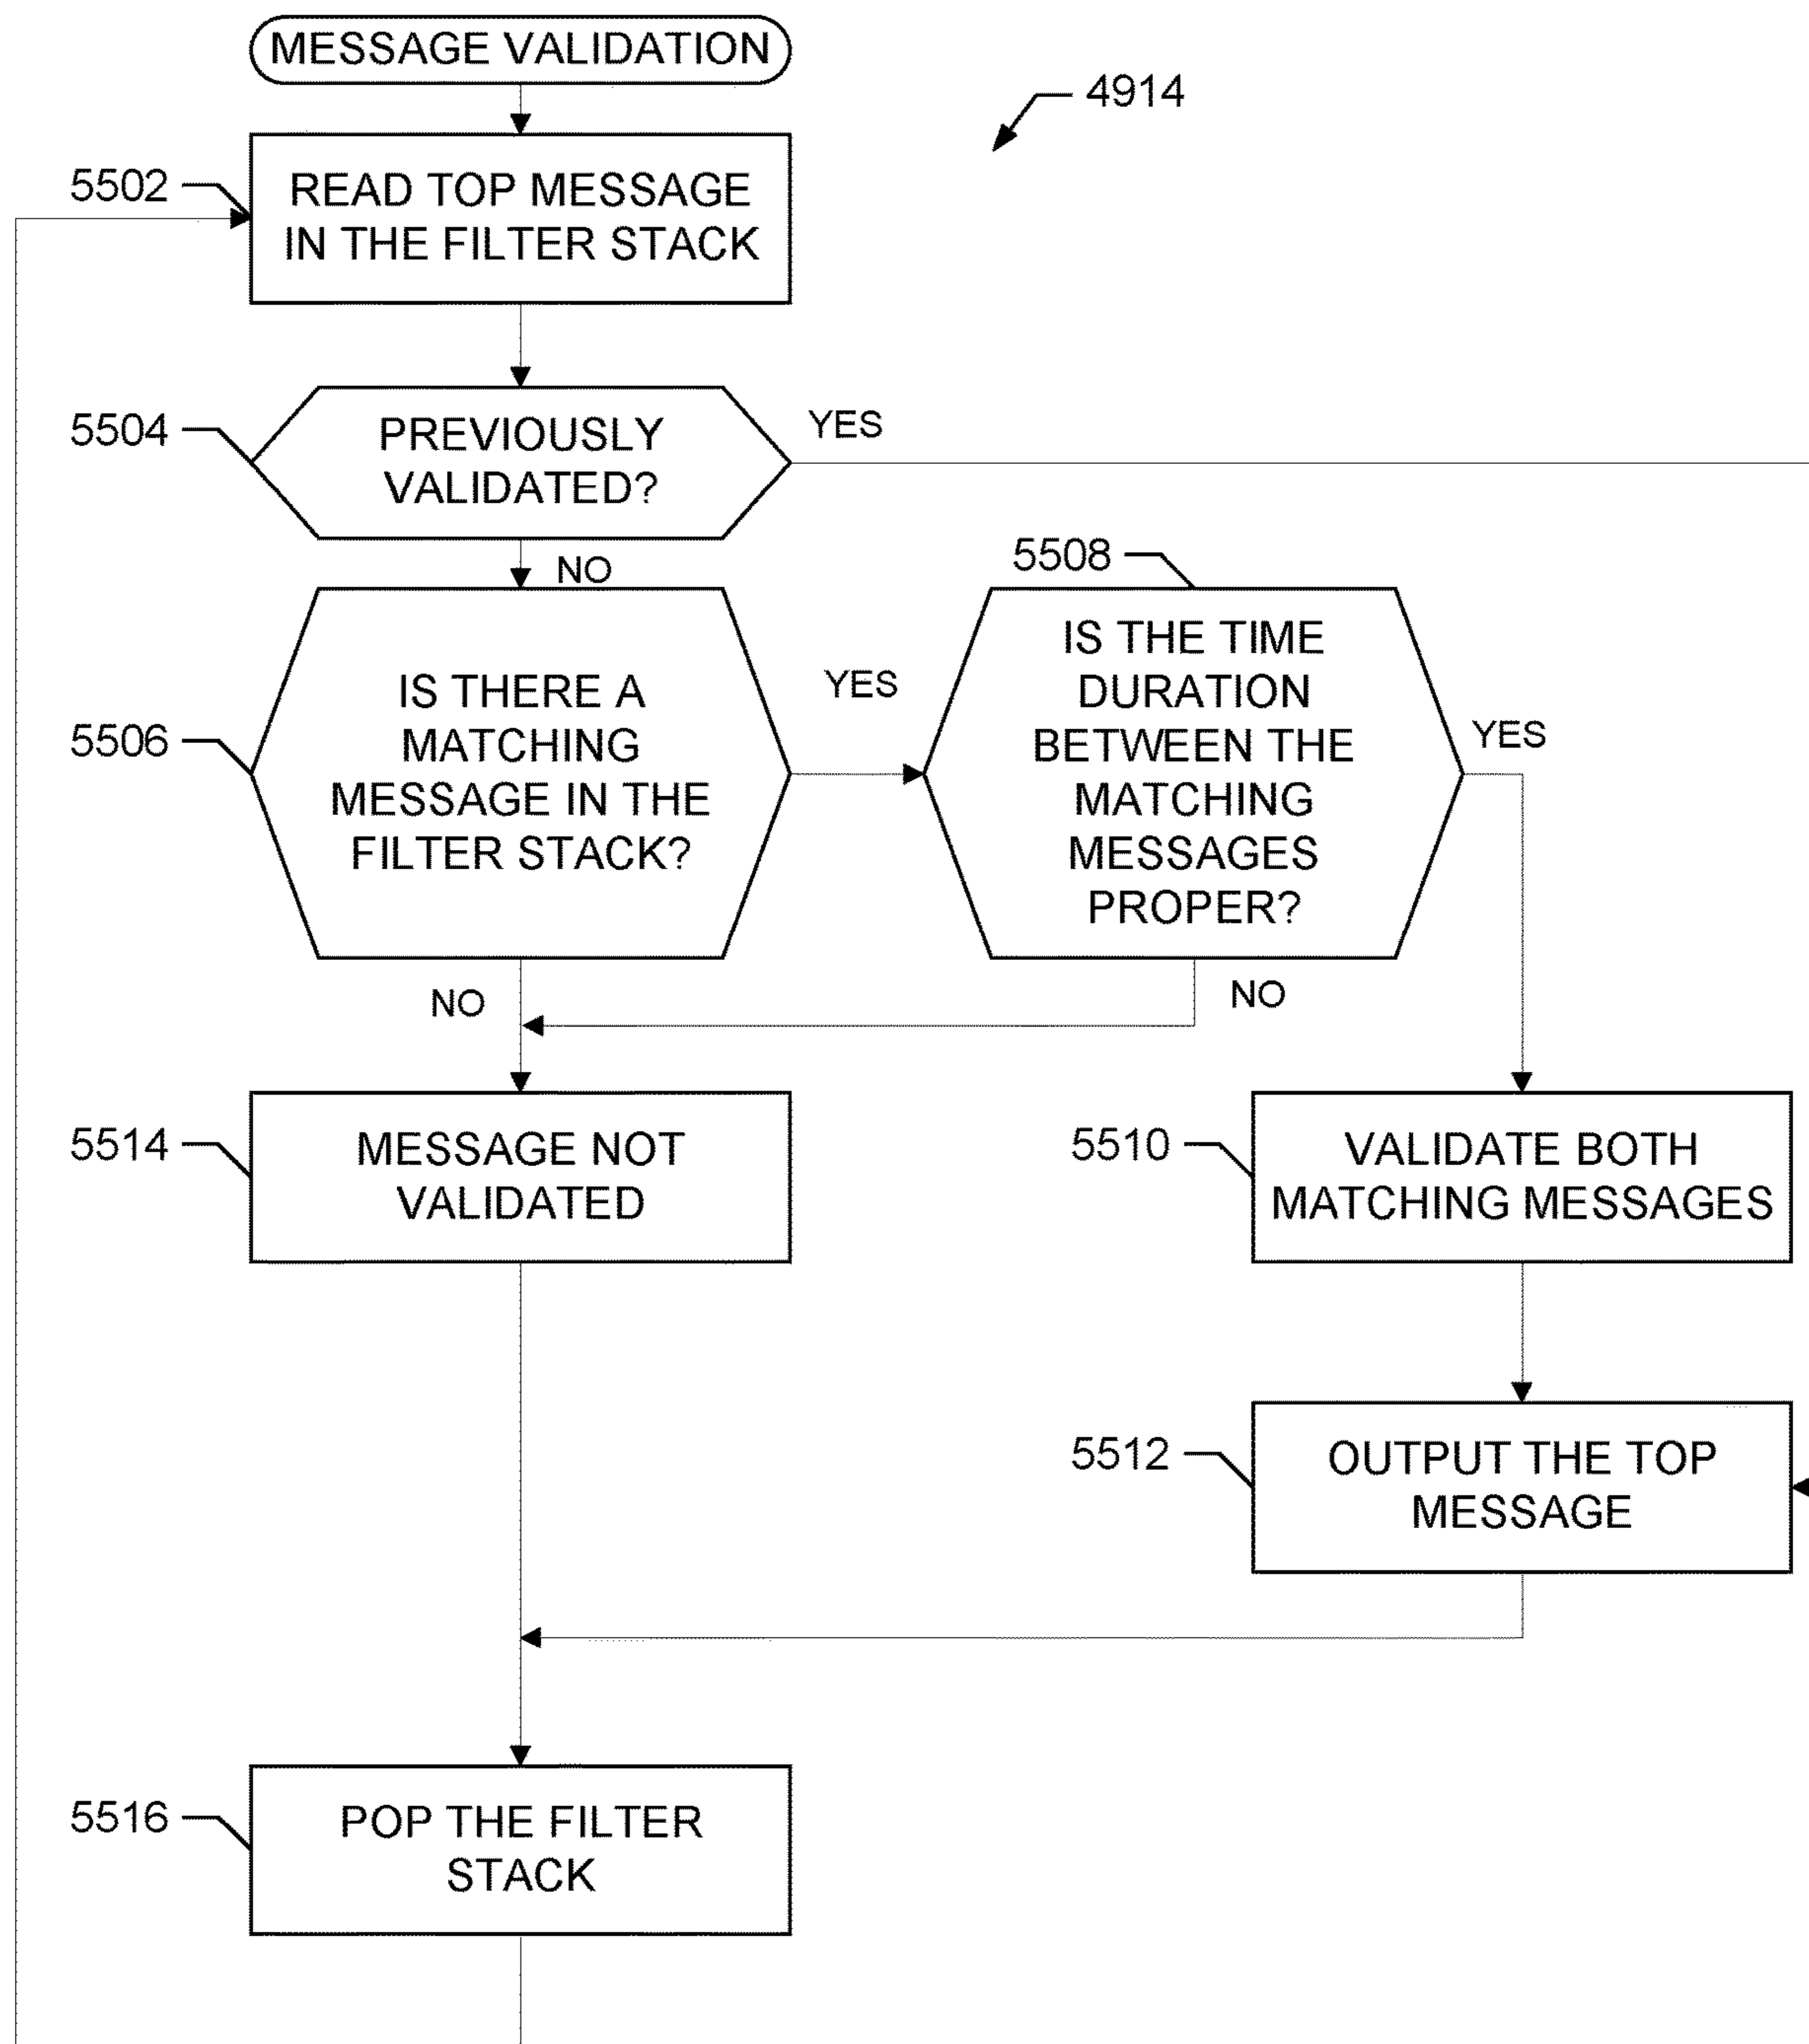 MESSAGE VALIDATION
4914
5502
READ TOP MESSAGE
IN THE FILTER STACK
5504
PREVIOUSLY
VALIDATED?
YES
NO
5506
IS THERE A
MATCHING
MESSAGE IN THE
FILTER STACK?
YES
5508
IS THE TIME
DURATION
BETWEEN THE
MATCHING
MESSAGES
PROPER?
YES
NO
NO
5514
MESSAGE NOT
VALIDATED
5510
VALIDATE BOTH
MATCHING MESSAGES
5512
OUTPUT THE TOP
MESSAGE
5516
POP THE FILTER
STACK